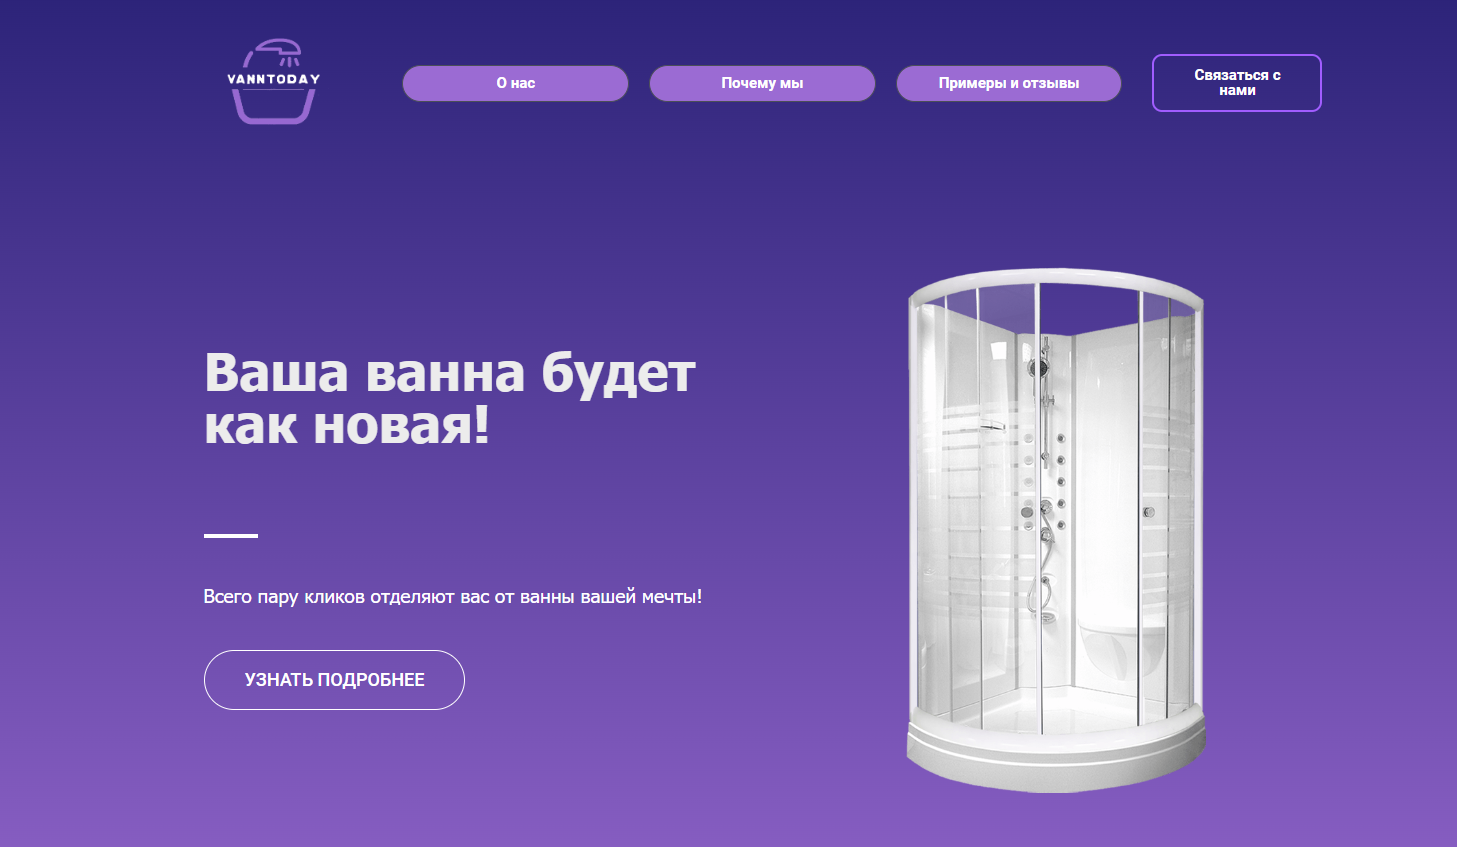 VANNTODAY
О нас
Почему мы
Примеры и отзывы
Связаться с
нами
Ваша ванна будет
как новая!
Всего пару кликов отделяют вас от ванны вашей мечты!
УЗНАТЬ ПОДРОБНЕЕ